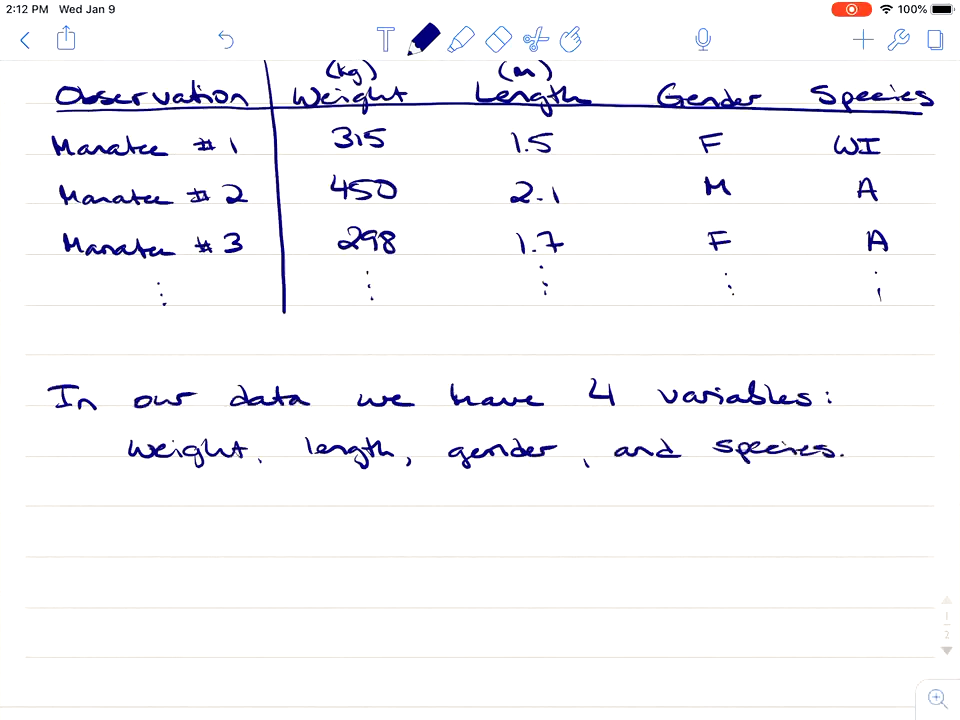 2:12 PM Wed Jan 9 100%
T
(kg) (m)
Observation Weight Length Gender Species
Manatee # 1 315 1.5 F WI
Manatee # 2 450 2.1 M A
Manatee # 3 298 1.7 F A
In our data we have 4 variables:
weight, length, gender, and species.
1
2